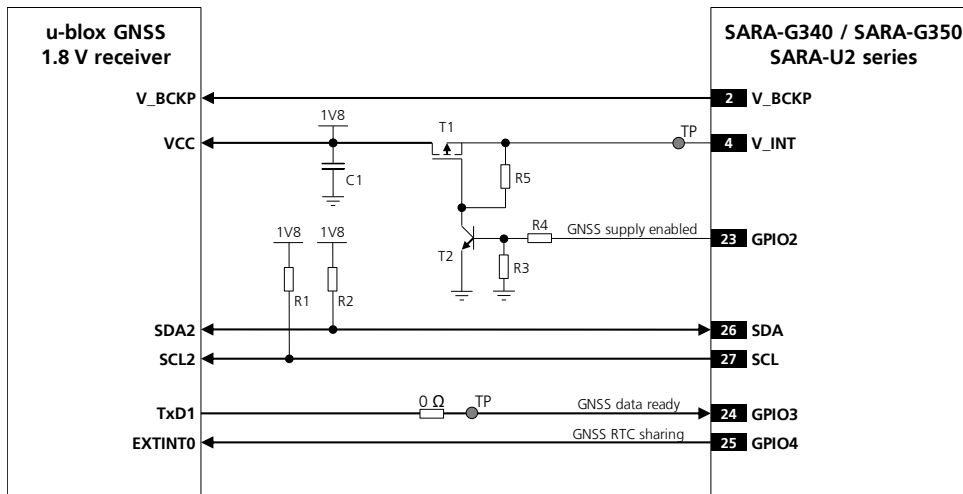 u-blox GNSS
1.8 V receiver
SARA-G340 / SARA-G350
SARA-U2 series
V_BCKP
2
V_BCKP
1V8
T1
TP
VCC
4
V_INT
C1
R5
R4
GNSS supply enabled
23
GPIO2
1V8
1V8
T2
R3
R1
R2
SDA2
26
SDA
SCL2
27
SCL
0 Ω
TP
TxD1
GNSS data ready
24
GPIO3
EXTINT0
GNSS RTC sharing
25
GPIO4